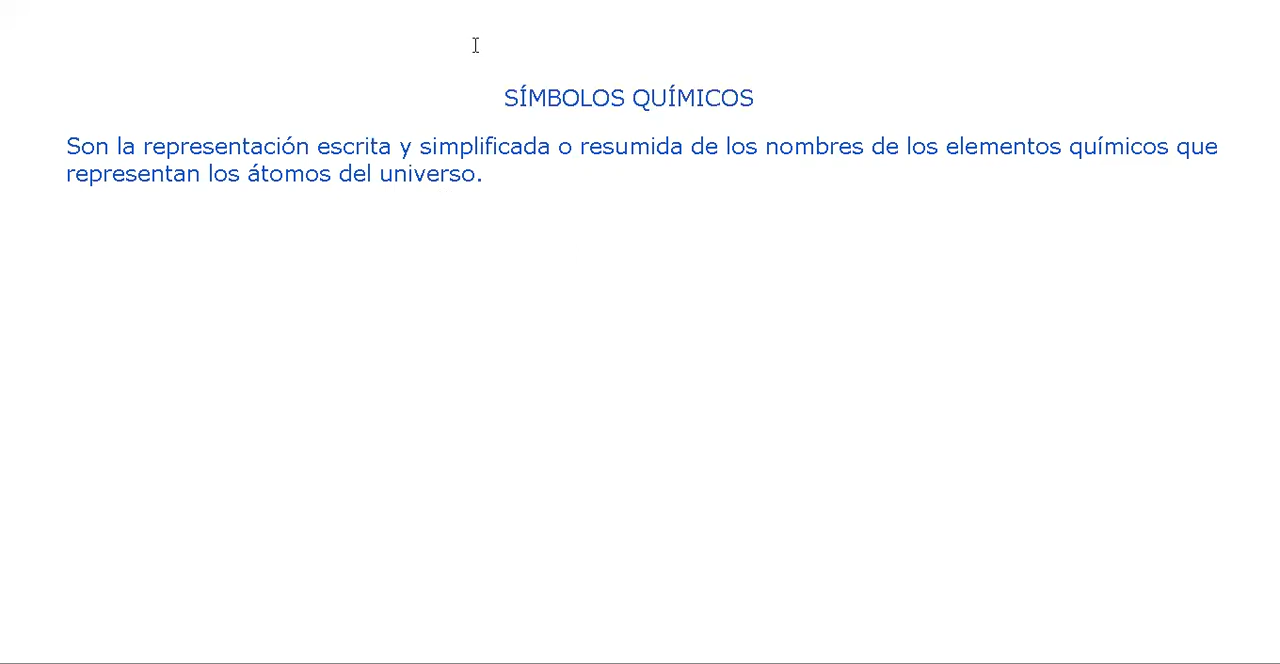 SÍMBOLOS QUÍMICOS
Son la representación escrita y simplificada o resumida de los nombres de los elementos químicos que
representan los átomos del universo.